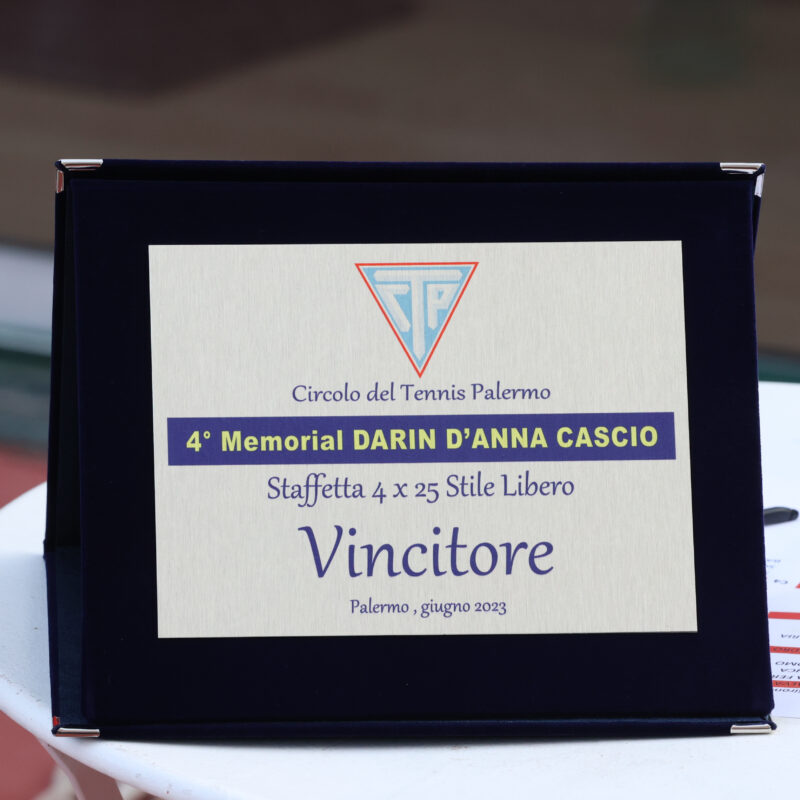 CTP
Circolo del Tennis Palermo
4° Memorial DARIN D'ANNA CASCIO
Staffetta 4 x 25 Stile Libero
Vincitore
Palermo , giugno 2023